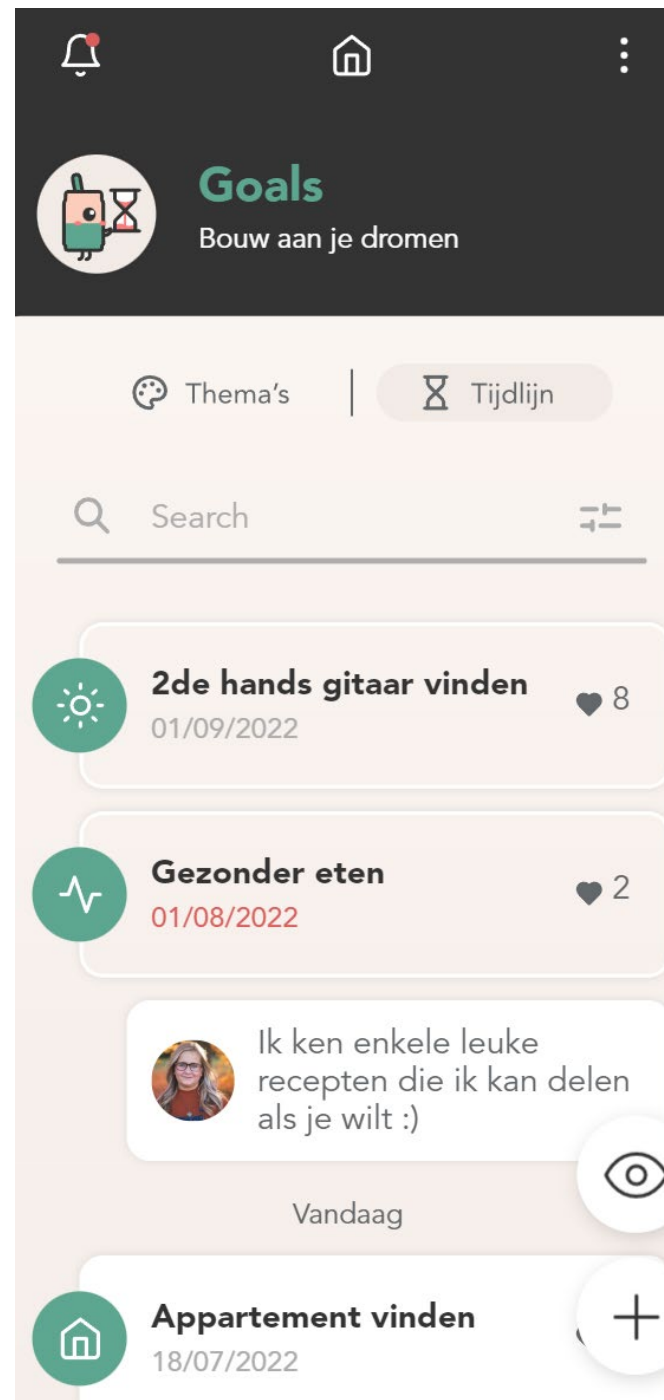 Goals
Bouw aan je dromen
Thema's
Tijdlijn
Search
2de hands gitaar vinden
8
01/09/2022
Gezonder eten
2
01/08/2022
Ik ken enkele leuke
recepten die ik kan delen
als je wilt :)
Vandaag
Appartement vinden
18/07/2022